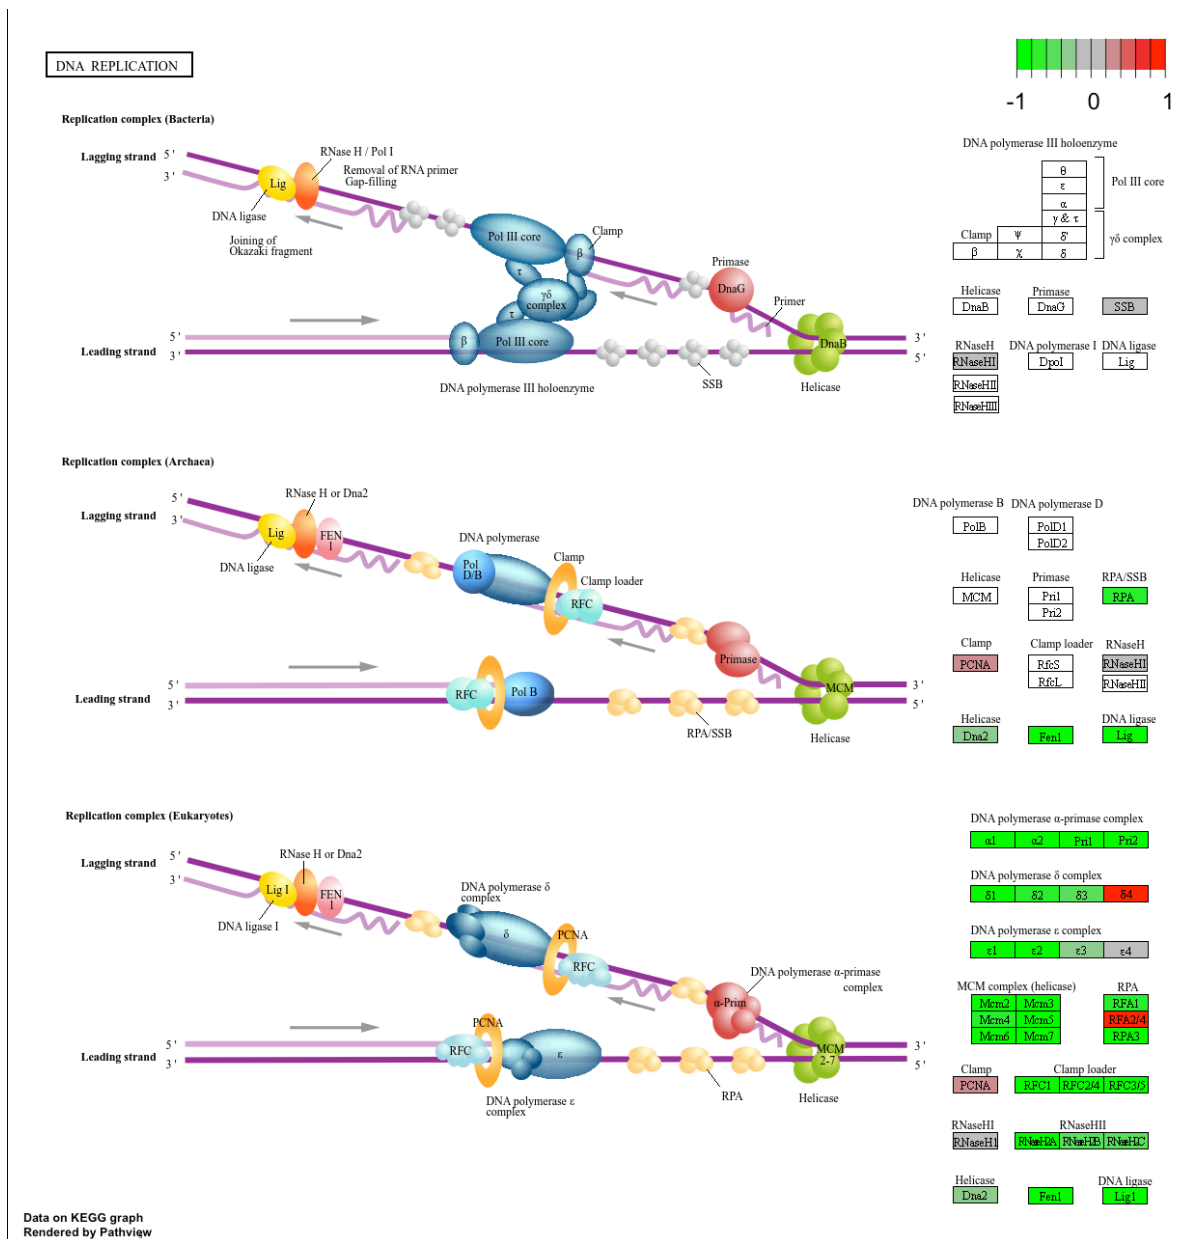 DNA REPLICATION
-1 0 1
Replication complex (Bacteria)
Lagging strand
5 '
3 '
Lig
RNase H / Pol I
Removal of RNA primer
Gap-filling
DNA ligase
Joining of
Okazaki fragment
Pol III core
Clamp
β
τ
γδ
complex
τ
Primase
DnaG
Primer
5 '
3 '
Leading strand
β
Pol III core
DnaB
3 '
5 '
SSB
Helicase
DNA polymerase III holoenzyme
DNA polymerase III holoenzyme
θ
ε
α
Pol III core
γ & τ
Clamp
ψ
δ'
β
χ
δ
γδ complex
Helicase
DnaB
Primase
DnaG
SSB
RNaseH
RNaseHI
RNaseHII
RNaseHIII
DNA polymerase I
DpoI
DNA ligase
Lig
Replication complex (Archaea)
Lagging strand
5 '
3 '
RNase H or Dna2
Lig
FEN
1
DNA ligase
DNA polymerase
Pol
D/B
Clamp
Clamp loader
RFC
Primase
Leading strand
3 '
RFC
Pol B
MCM
3 '
5 '
RPA/SSB
Helicase
DNA polymerase B
PolB
DNA polymerase D
PolD1
PolD2
Helicase
MCM
Primase
Pri1
Pri2
RPA/SSB
RPA
Clamp
PCNA
Clamp loader
RfcS
RfcL
RNaseH
RNaseHI
RNaseHII
Helicase
Dna2
Fen1
DNA ligase
Lig
Replication complex (Eukaryotes)
Lagging strand
5 '
3 '
RNase H or Dna2
Lig I
FEN
1
DNA ligase I
DNA polymerase δ
complex
δ
PCNA
RFC
DNA polymerase α-primase
complex
α-Prim
5 '
3 '
Leading strand
PCNA
RFC
ε
MCM
2-7
3 '
5 '
DNA polymerase ε
complex
RPA
Helicase
DNA polymerase α-primase complex
α1 α2 Pri1 Pri2
DNA polymerase δ complex
δ1 δ2 δ3 δ4
DNA polymerase ε complex
ε1 ε2 ε3 ε4
MCM complex (helicase)
Mcm2 Mcm3
Mcm4 Mcm5
Mcm6 Mcm7
RPA
RFA1
RFA2/4
RPA3
Clamp
PCNA
Clamp loader
RFC1 RFC2/4 RFC3/5
RNaseHI
RNaseH1
RNaseHII
RNaseH2A RNaseH2B RNaseH2C
Helicase
Dna2
Fen1
DNA ligase
Lig1
Data on KEGG graph
Rendered by Pathview